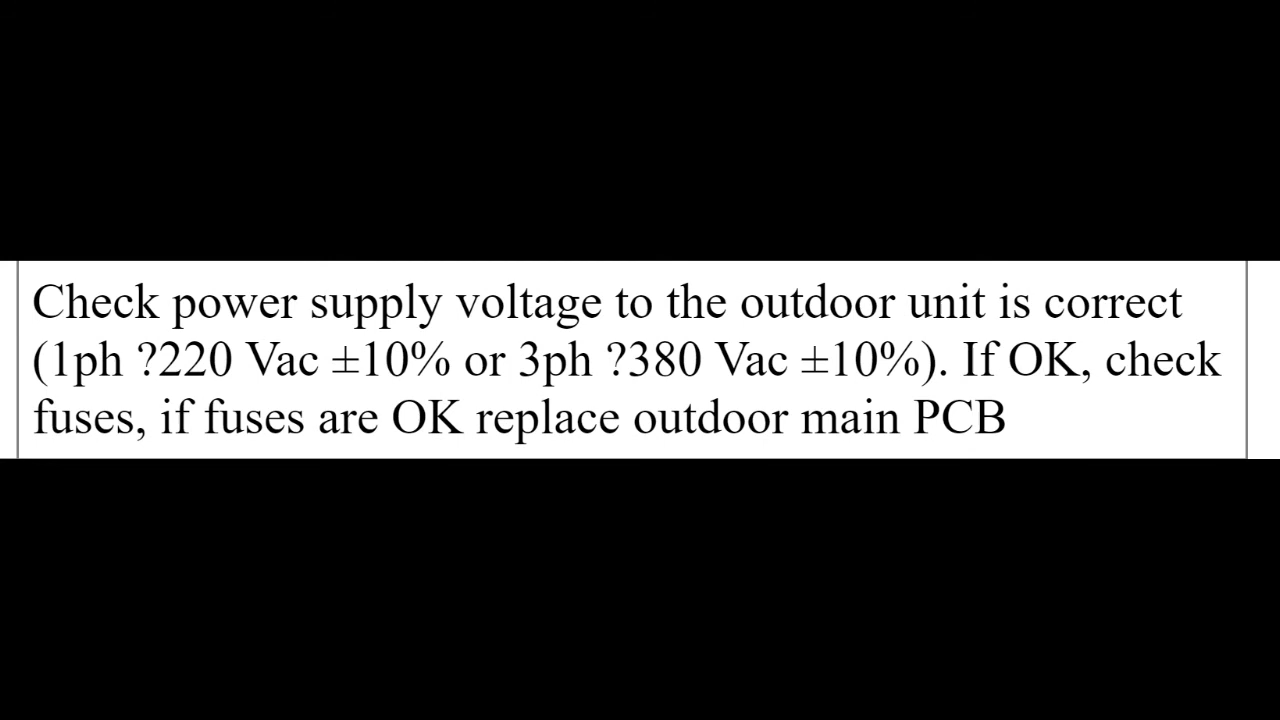 Check power supply voltage to the outdoor unit is correct
(1ph ?220 Vac ±10% or 3ph ?380 Vac ±10%). If OK, check
fuses, if fuses are OK replace outdoor main PCB